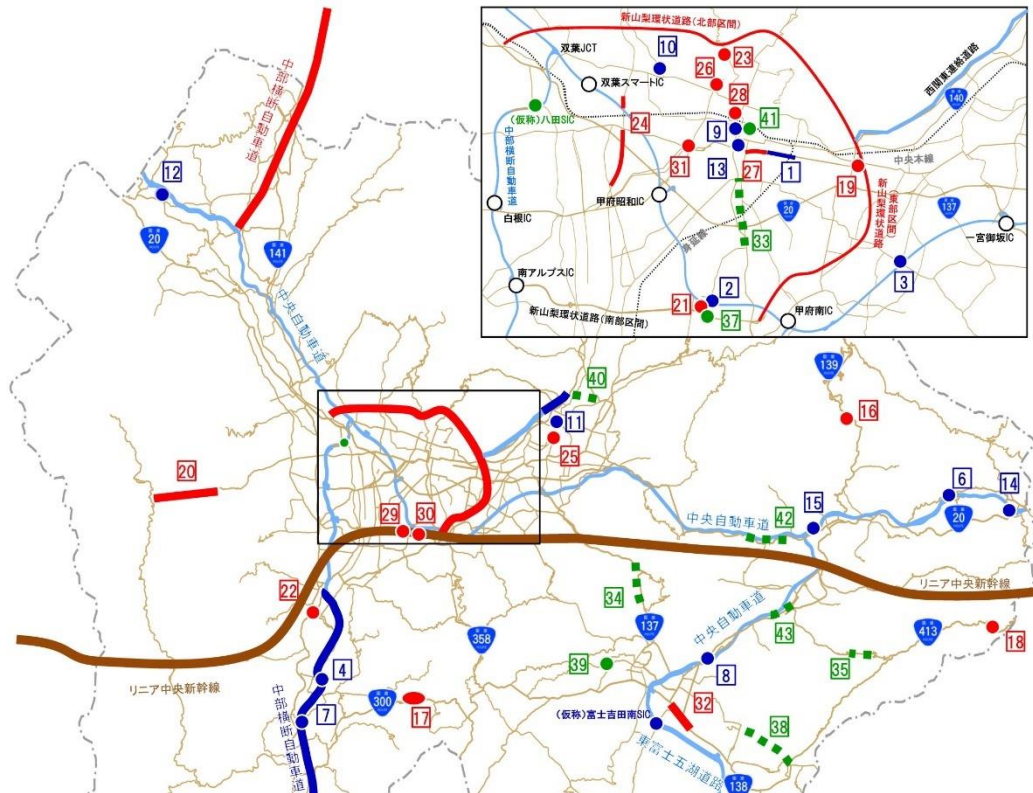 新山梨環状道路(北部区間)
双葉JCT
10
23
26
双葉スマートIC
西関東連絡道路
140
28
(仮称)八田SIC
24
9
41
中部横断自動車道
31
13
27
1
中央本線
19
白根IC
甲府昭和IC
20
新山梨環状道路(東部区間)
137
一宮御坂IC
33
身延線
3
南アルプスIC
2
21
新山梨環状道路(南部区間)
37
甲府南IC
中部横断自動車道
12
20
141
中央自動車道
139
40
16
11
25
20
6
14
15
20
29
30
中央自動車道
42
リニア中央新幹線
22
34
中央自動車道
43
137
358
413
18
39
35
4
8
リニア中央新幹線
300
17
32
7
(仮称)富士吉田南SIC
38
中部横断自動車道
東富士五湖道路
138